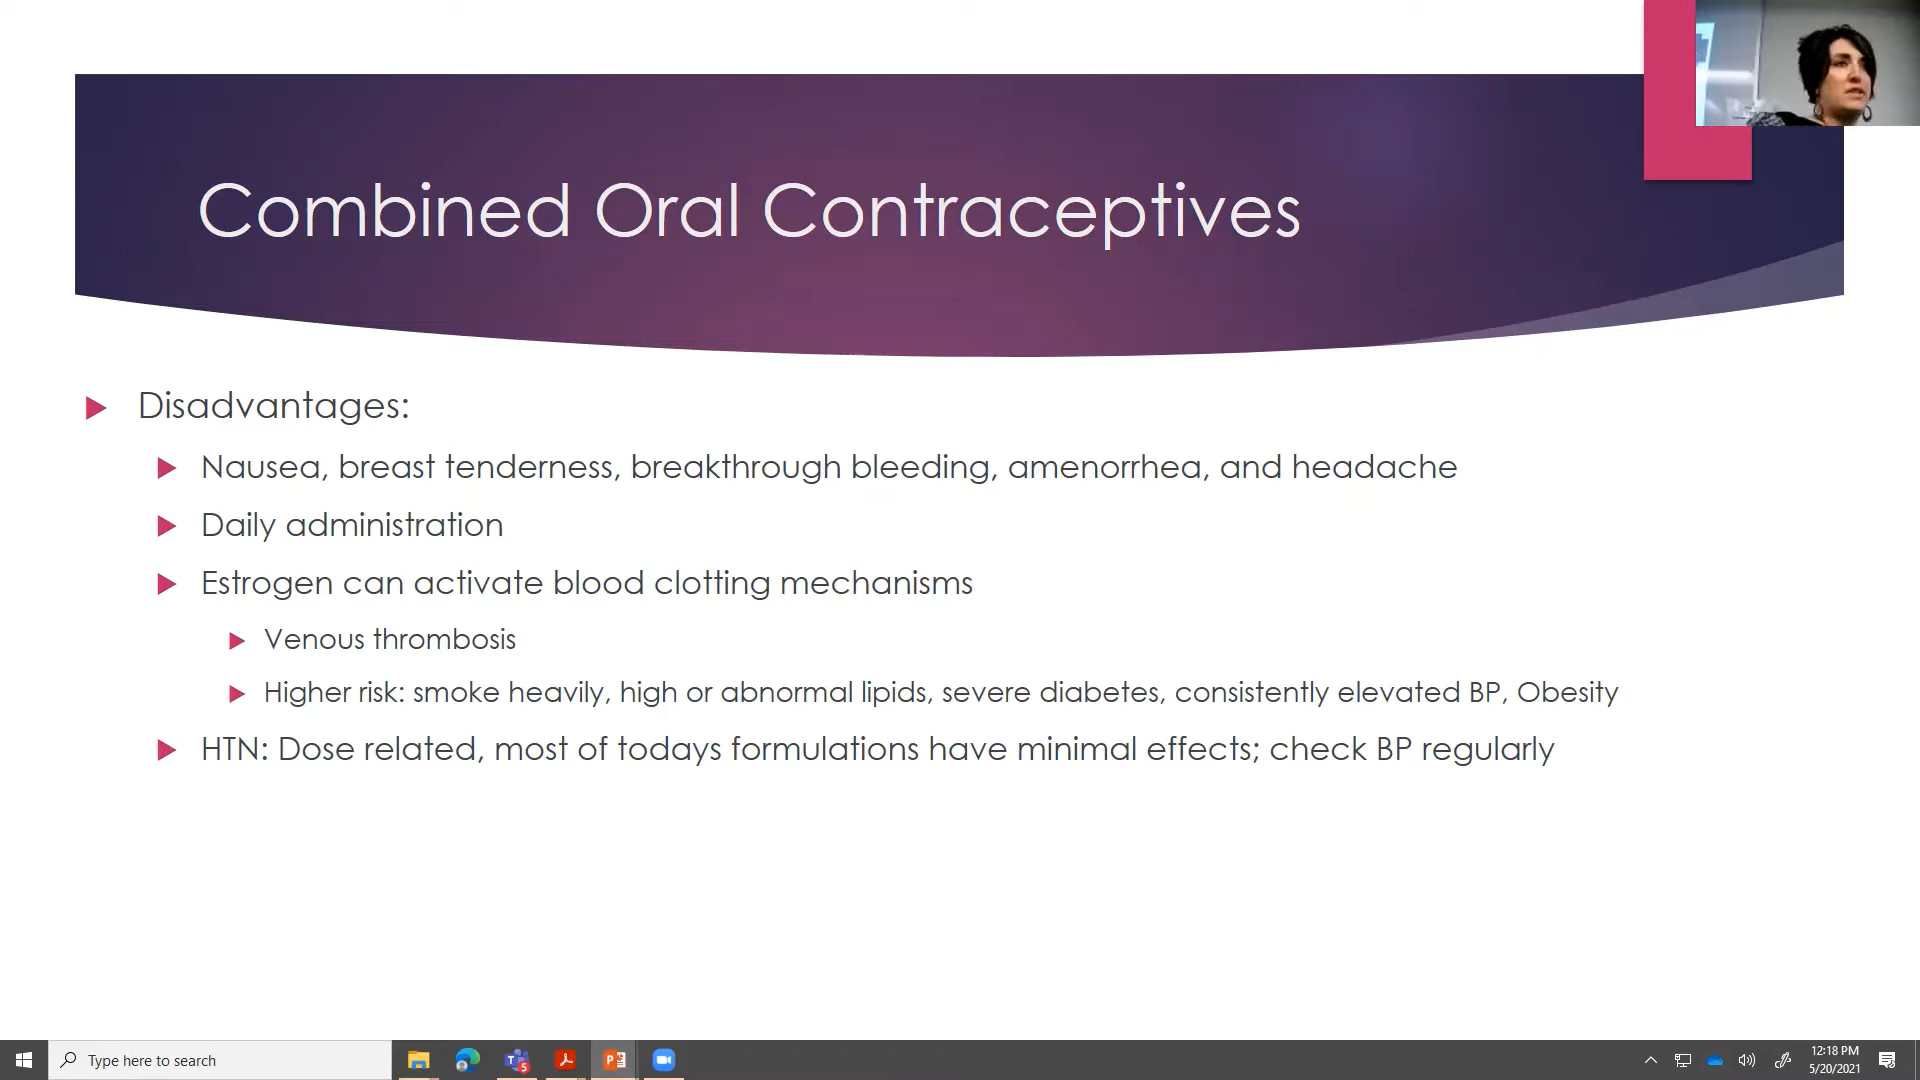 Combined Oral Contraceptives
Disadvantages:
Nausea, breast tenderness, breakthrough bleeding, amenorrhea, and headache
Daily administration
Estrogen can activate blood clotting mechanisms
Venous thrombosis
Higher risk: smoke heavily, high or abnormal lipids, severe diabetes, consistently elevated BP, Obesity
HTN: Dose related, most of todays formulations have minimal effects; check BP regularly
Type here to search
12:18 PM
5/20/2021